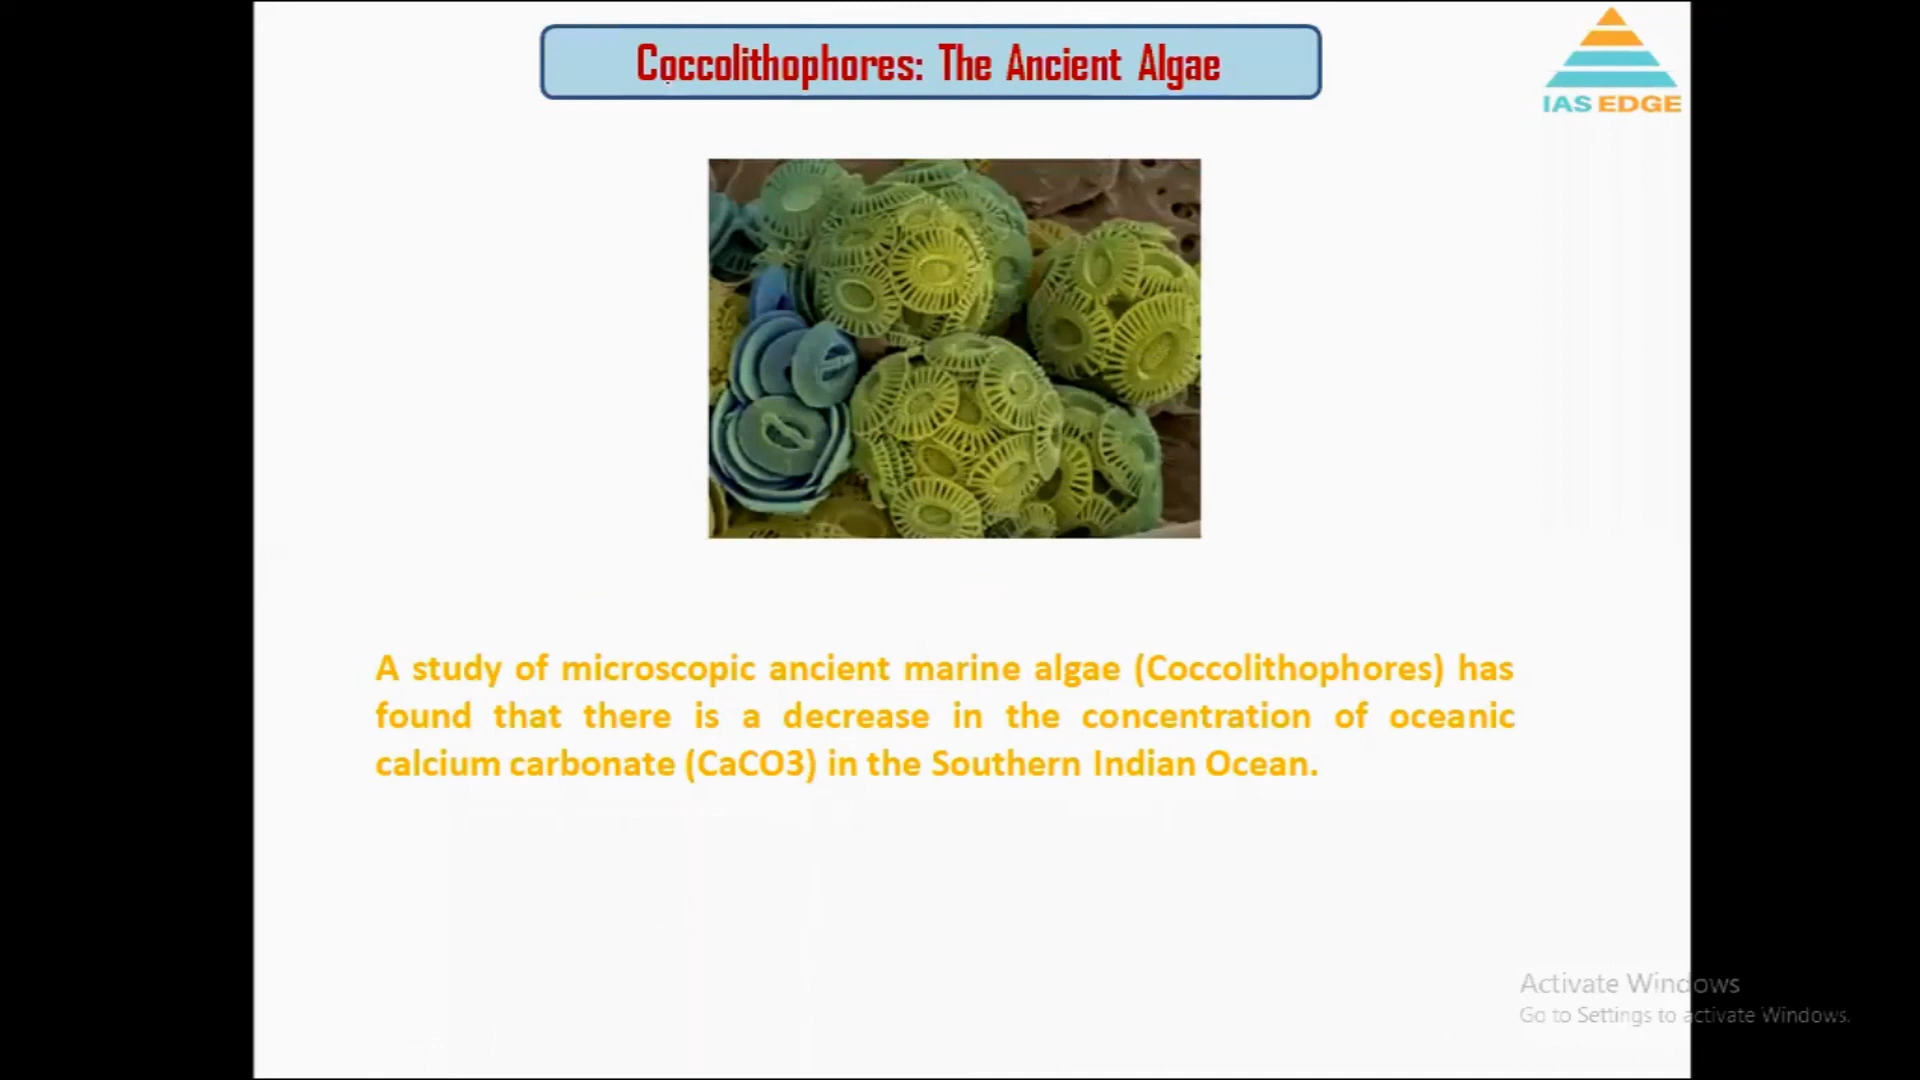 Coccolithophores: The Ancient Algae
IAS EDGE
A study of microscopic ancient marine algae (Coccolithophores) has
found that there is a decrease in the concentration of oceanic
calcium carbonate (CaCO3) in the Southern Indian Ocean.
Activate Windows
Go to Settings to activate Windows.